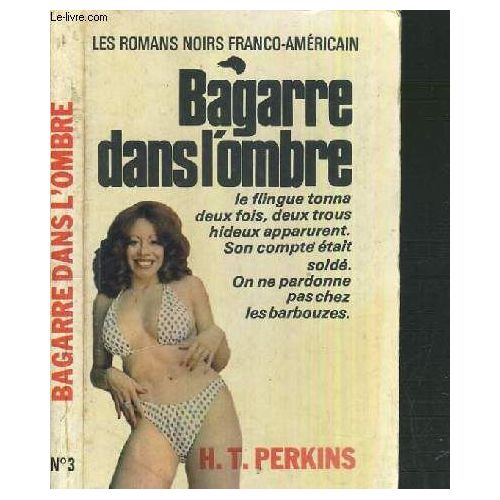 © Le-livre.com
LES ROMANS NOIRS FRANCO-AMÉRICAIN
Bagarre
dans l'ombre
le flingue tonna
deux fois, deux trous
hideux apparurent.
Son compte était
soldé.
On ne pardonne
pas chez
les barbouzes.
H. T. PERKINS
BAGARRE DANS L'OMBRE
N°3